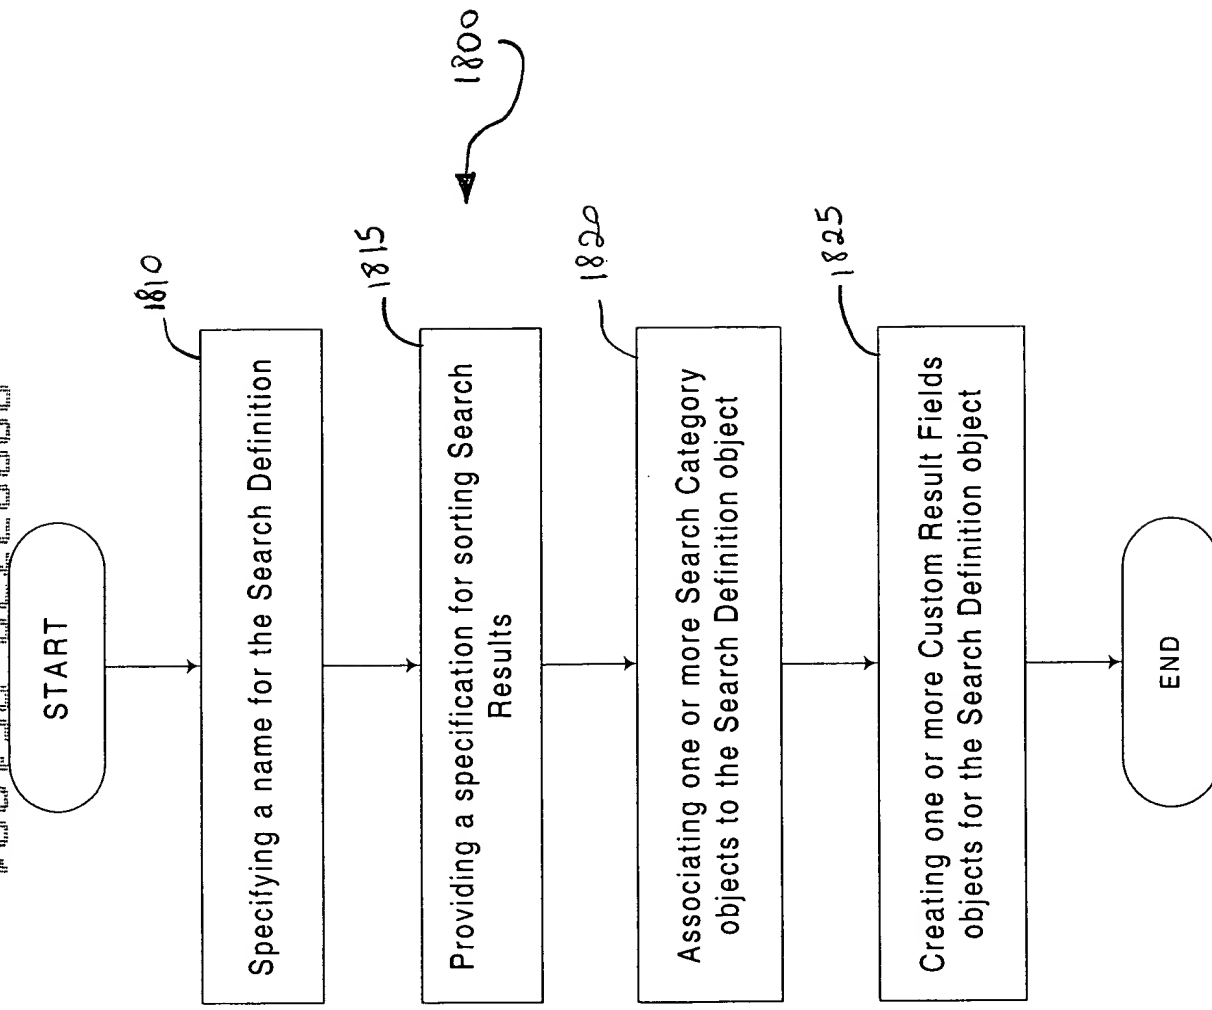 START
1810
Specifying a name for the Search Definition
1815
Providing a specification for sorting Search
Results
1800
1820
Associating one or more Search Category
objects to the Search Definition object
1825
Creating one or more Custom Result Fields
objects for the Search Definition object
END